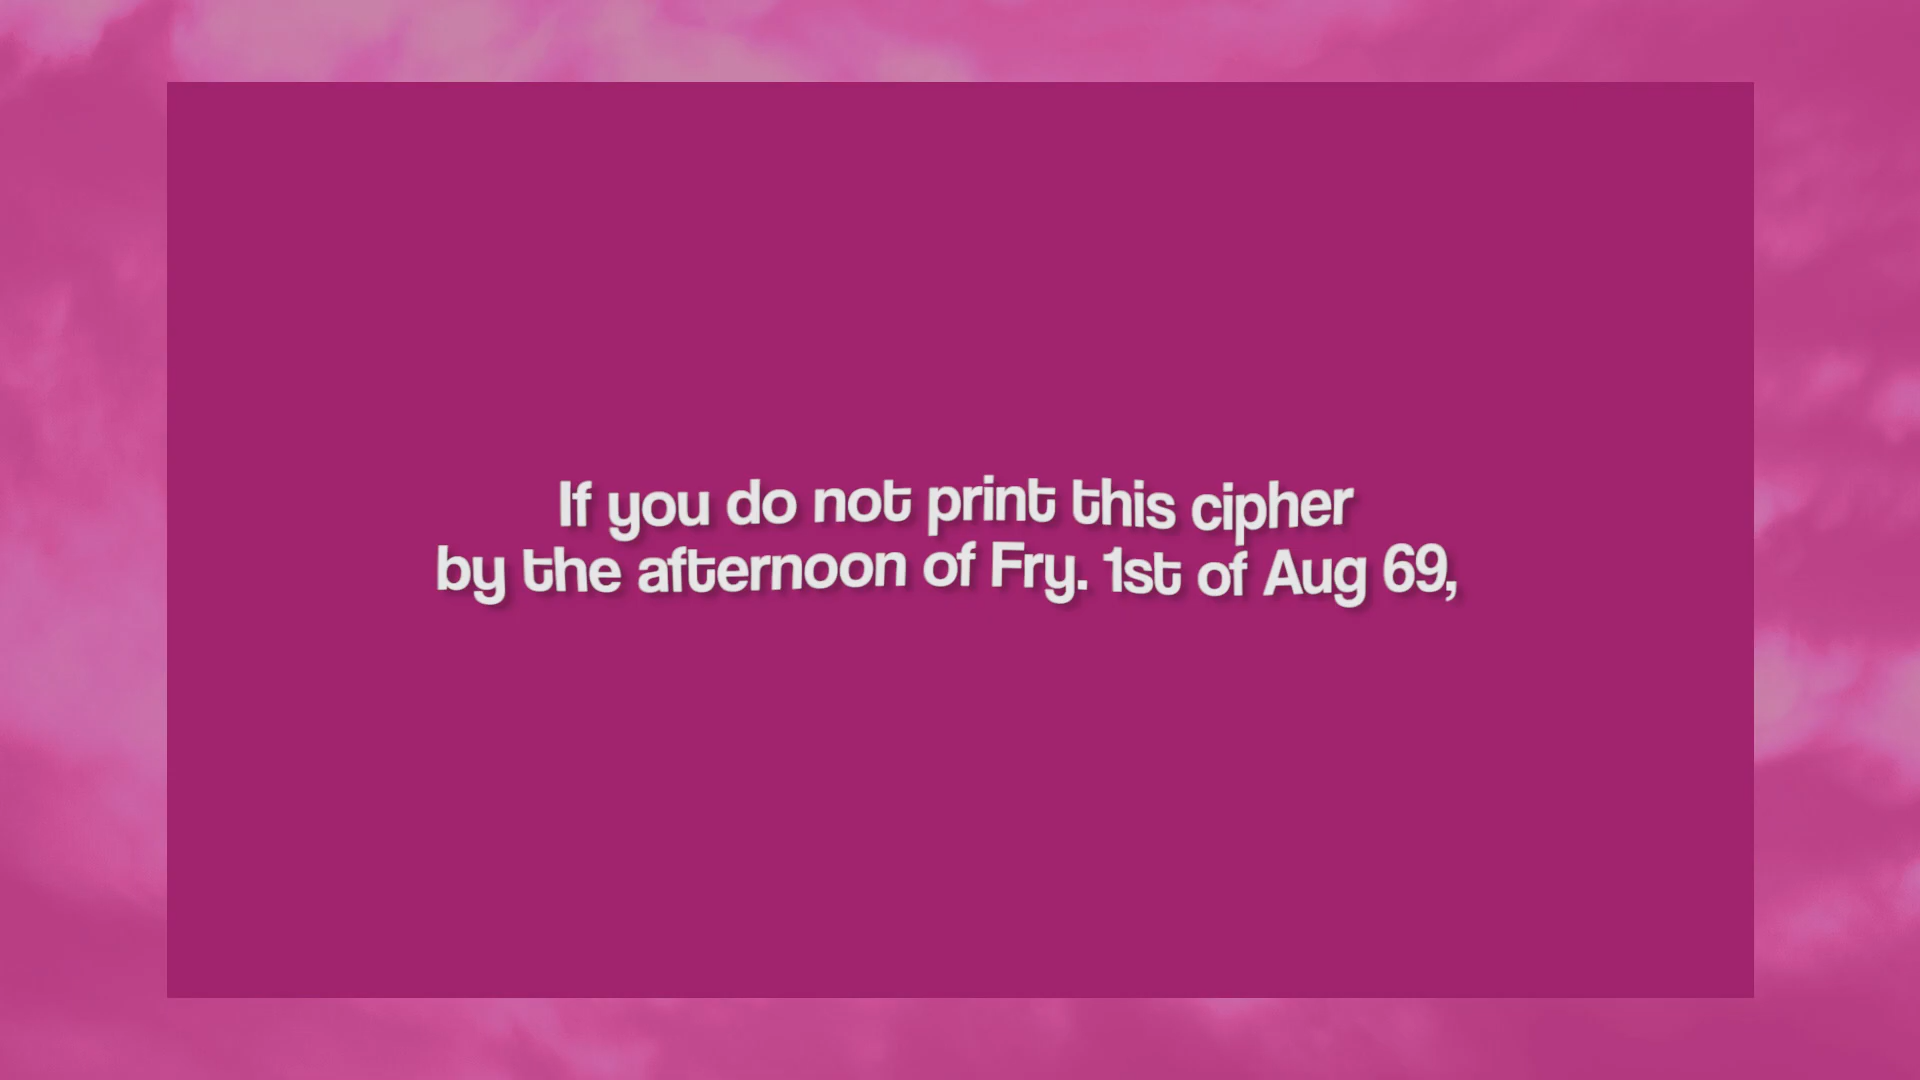 If you do not print this cipher
by the afternoon of Fry. 1st of Aug 69,